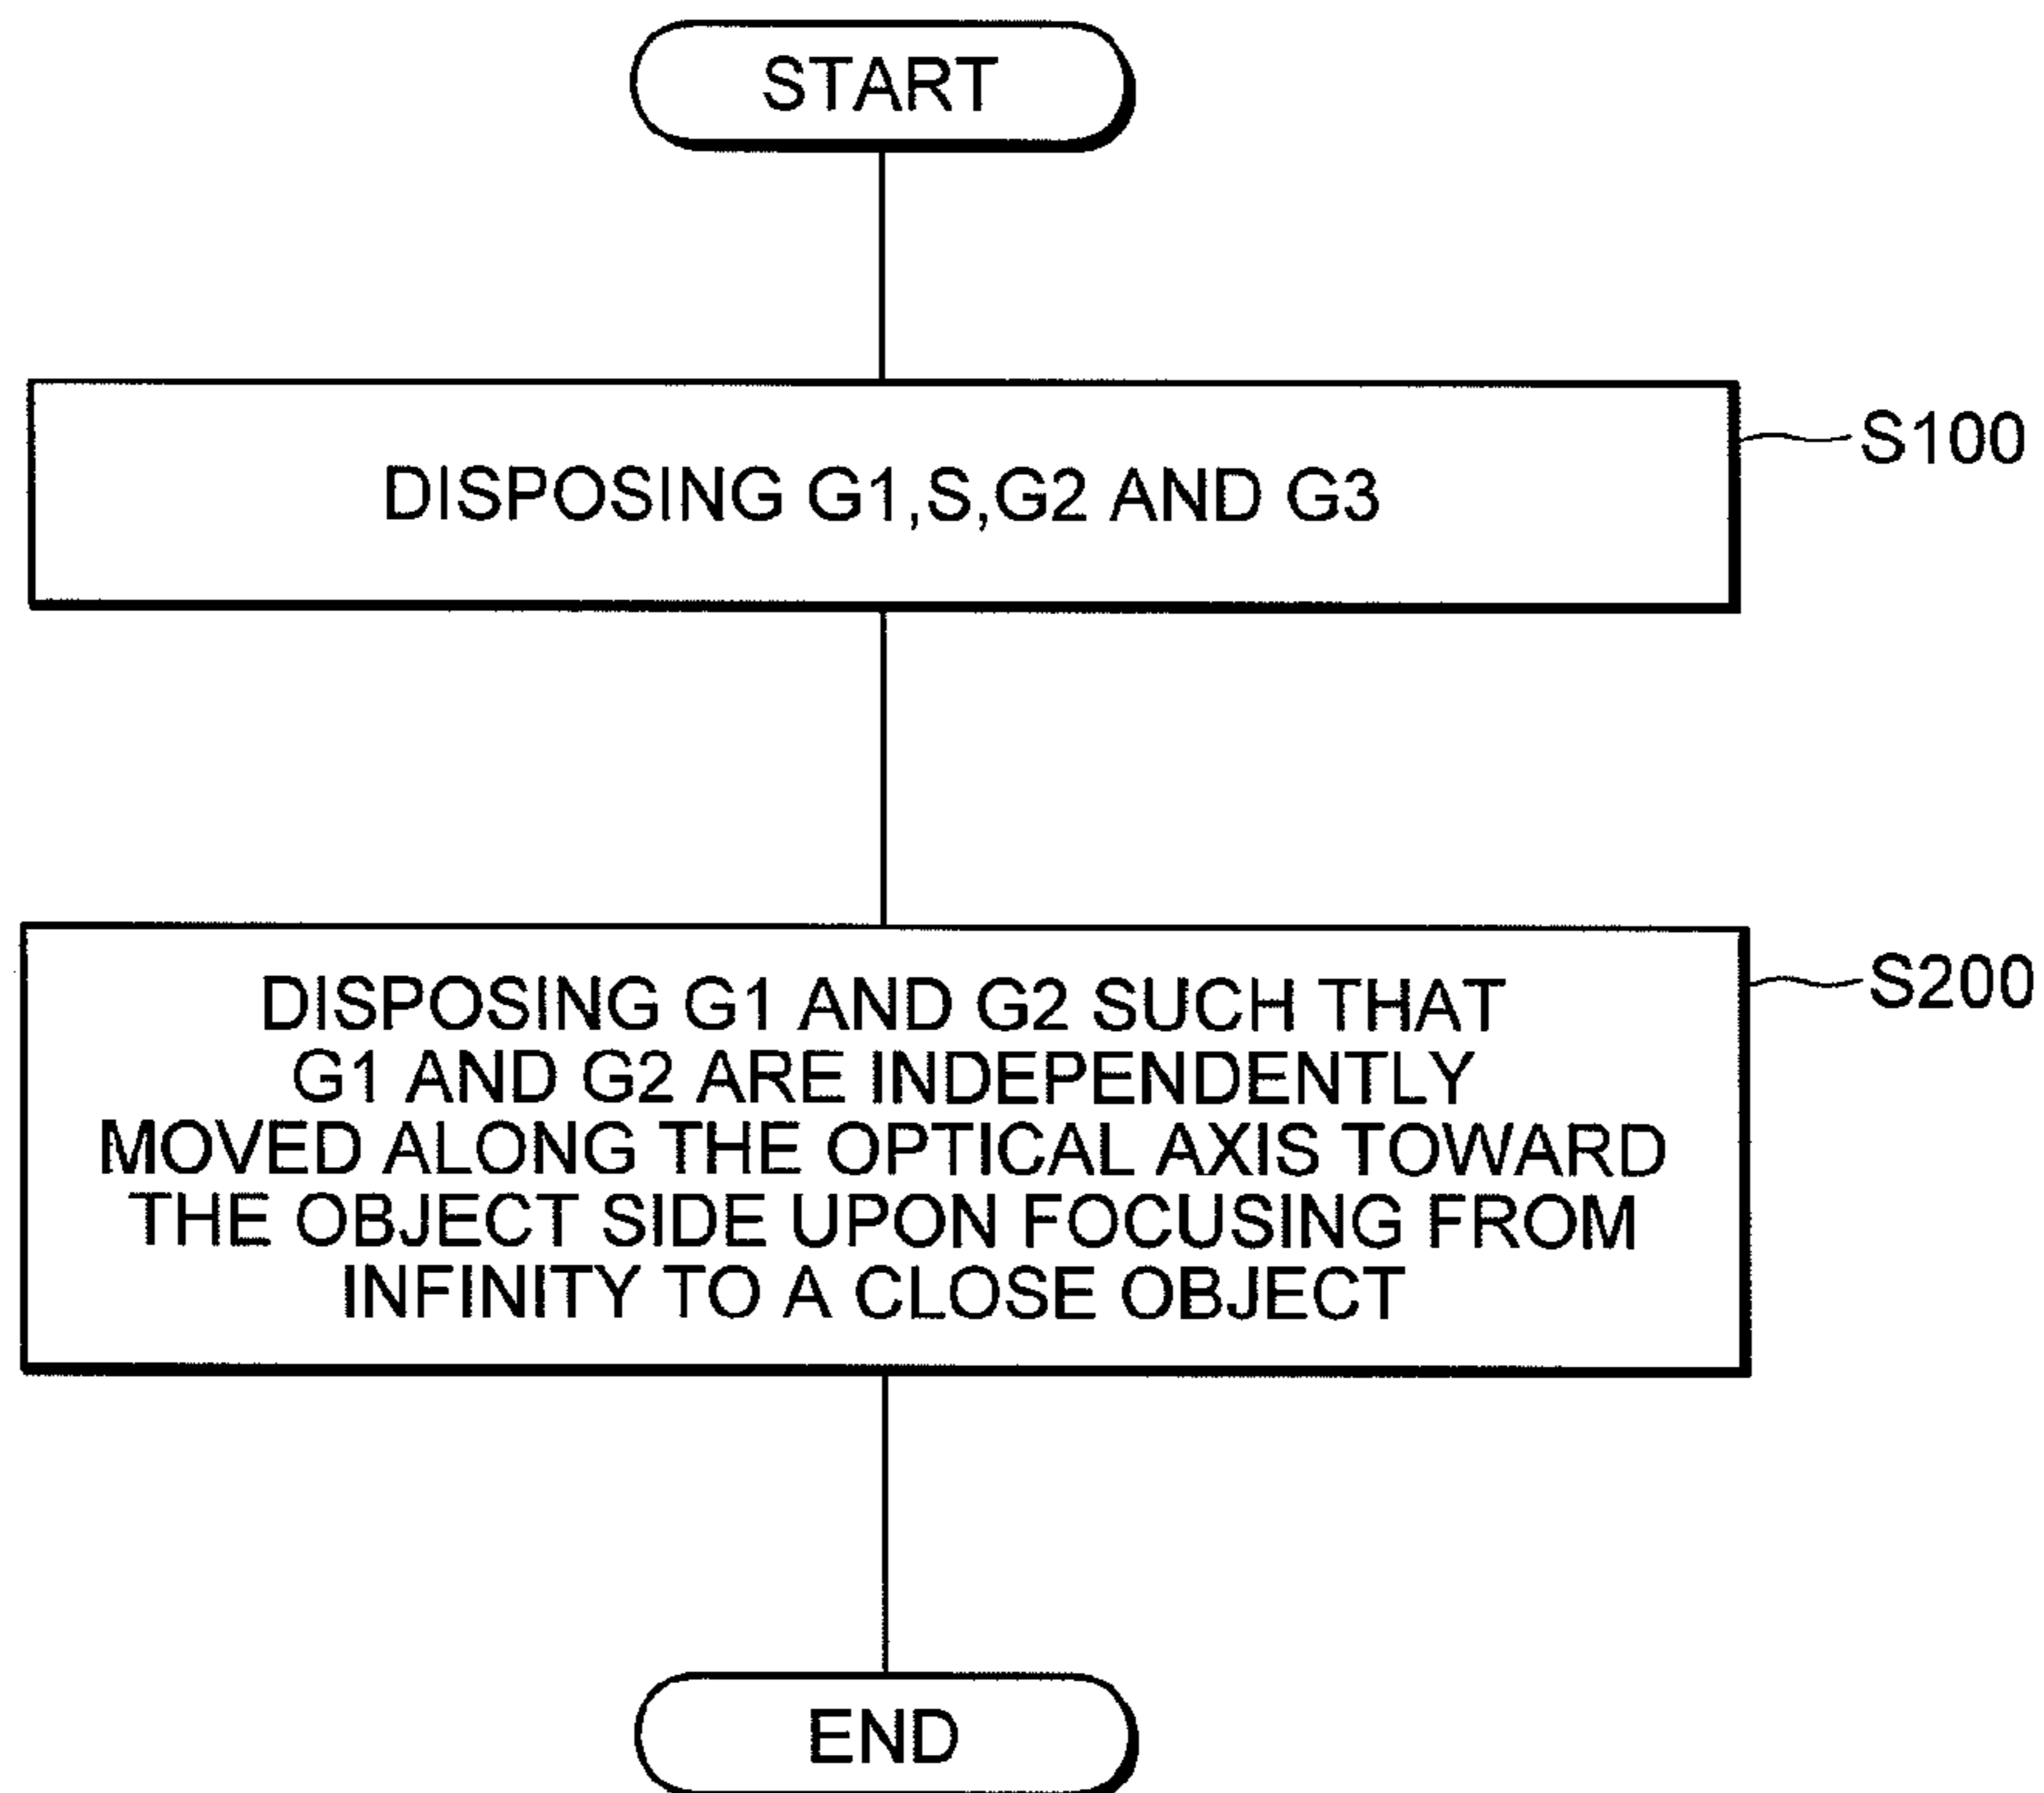 START
DISPOSING G1,S,G2 AND G3
S100
DISPOSING G1 AND G2 SUCH THAT
G1 AND G2 ARE INDEPENDENTLY
MOVED ALONG THE OPTICAL AXIS TOWARD
THE OBJECT SIDE UPON FOCUSING FROM
INFINITY TO A CLOSE OBJECT
S200
END